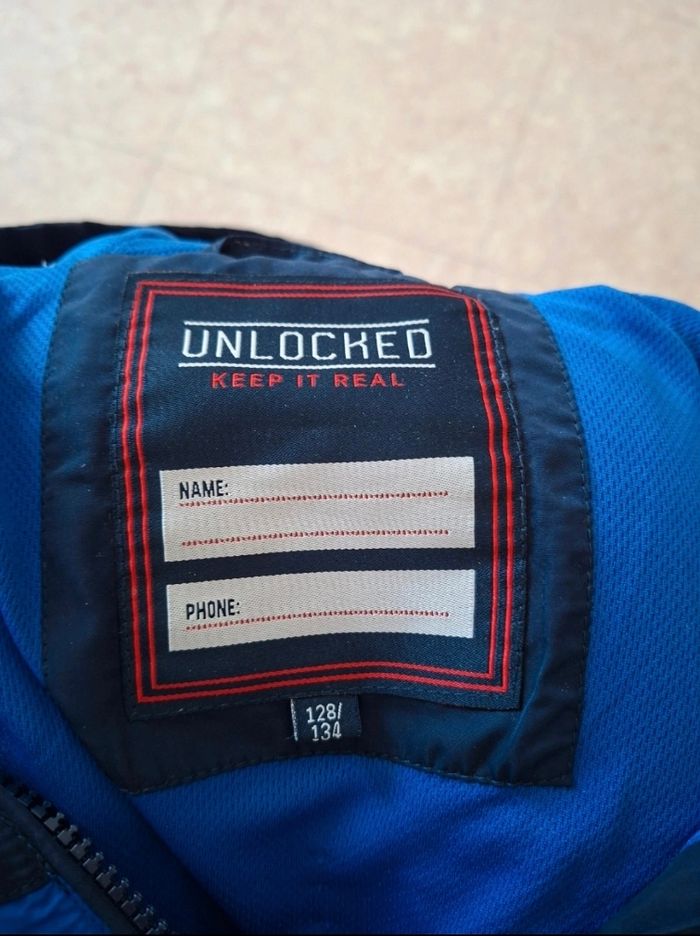 UNLOCKED
KEEP IT REAL
NAME:
PHONE:
128/
134